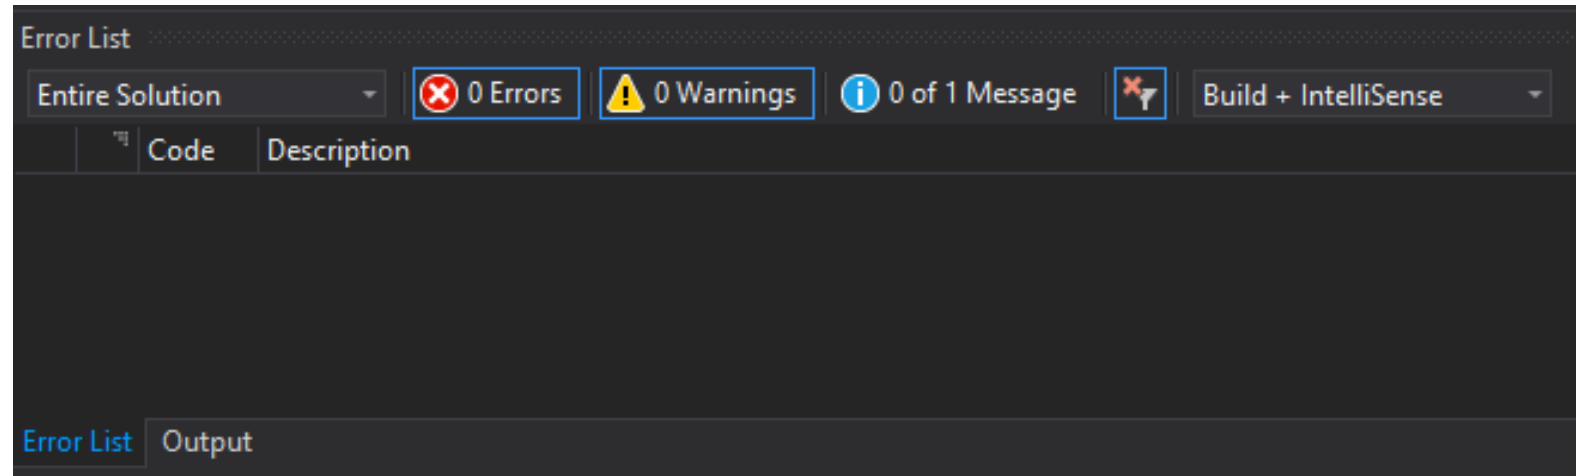 Error List
Entire Solution 0 Errors 0 Warnings 0 of 1 Message Build + IntelliSense
Code Description
Error List Output